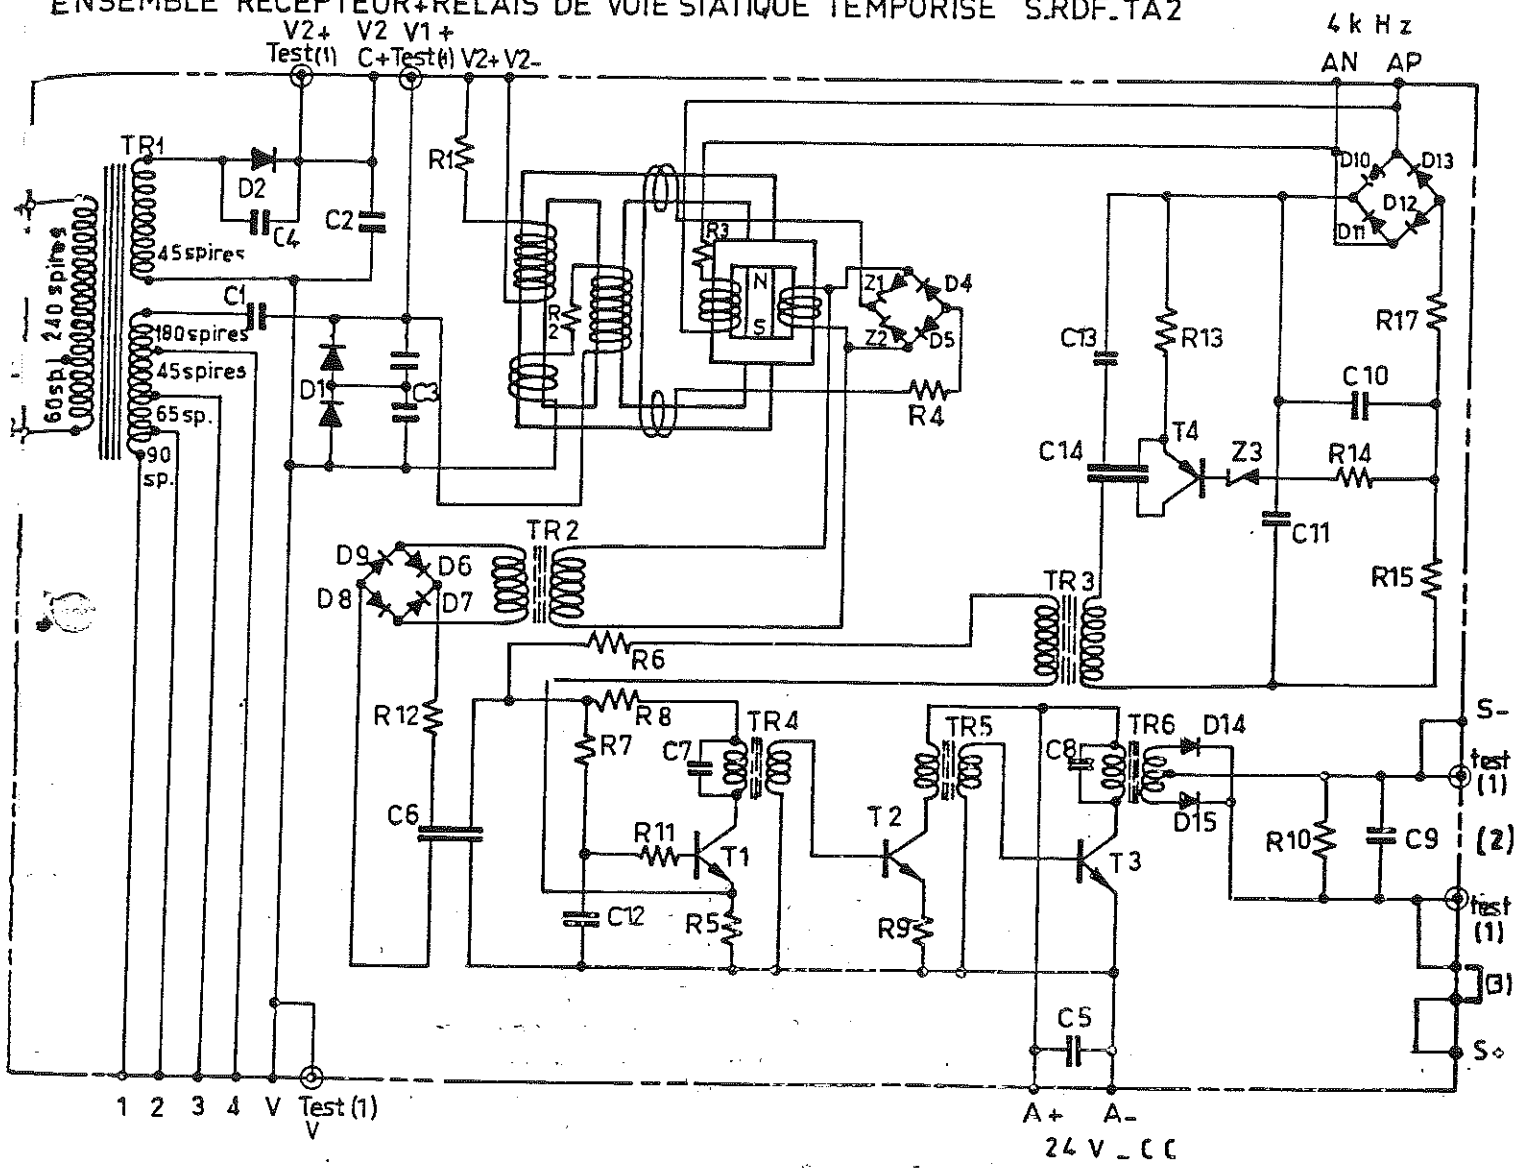 ENSEMBLE RECEPTEUR+RELAIS DE VOIE STATIQUE TEMPORISE S.RDF_TA2
V2+ V2 V1+
Test(1) C+ Test(1) V2+ V2-
4kHz
AN AP
TR1
R1
D10 D13
D2
C4
C2
D12
D11
R3
45spires
240 spires
60sp
C1
N
S
Z1 D4
Z2 D5
R2
180spires
45spires
65 sp.
90
sp.
D1
C3
C13
R13
R17
C10
R4
T4
C14
Z3
R14
C11
TR2
D9 D6
D8 D7
TR3
R15
R6
R12
R8
TR4
TR5
TR6 D14
S-
R7
C7
C8
test
(1)
D15
C6
R11
T1
T2
T3
R10
C9
(2)
C12
R5
R9
test
(1)
(3)
C5
S+
1 2 3 4 V Test(1)
V
A+ A-
24V_CC